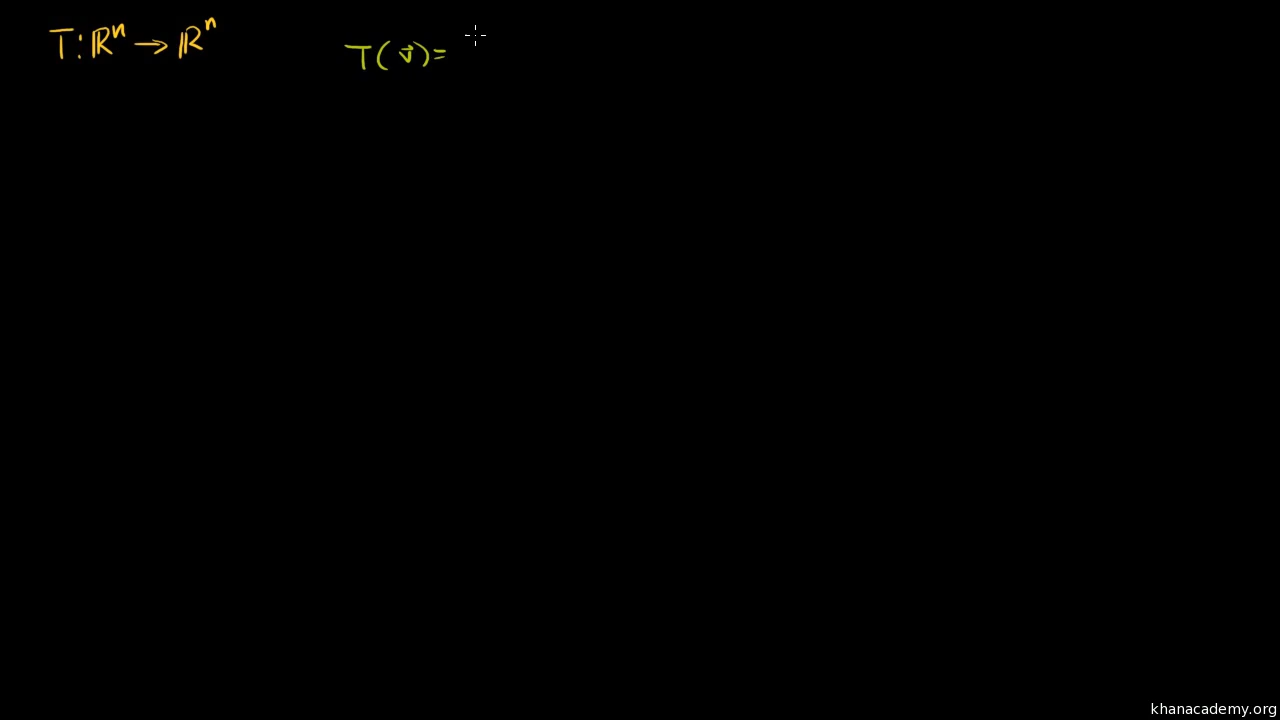 T: ℝⁿ → ℝⁿ T(v⃗)=
khanacademy.org